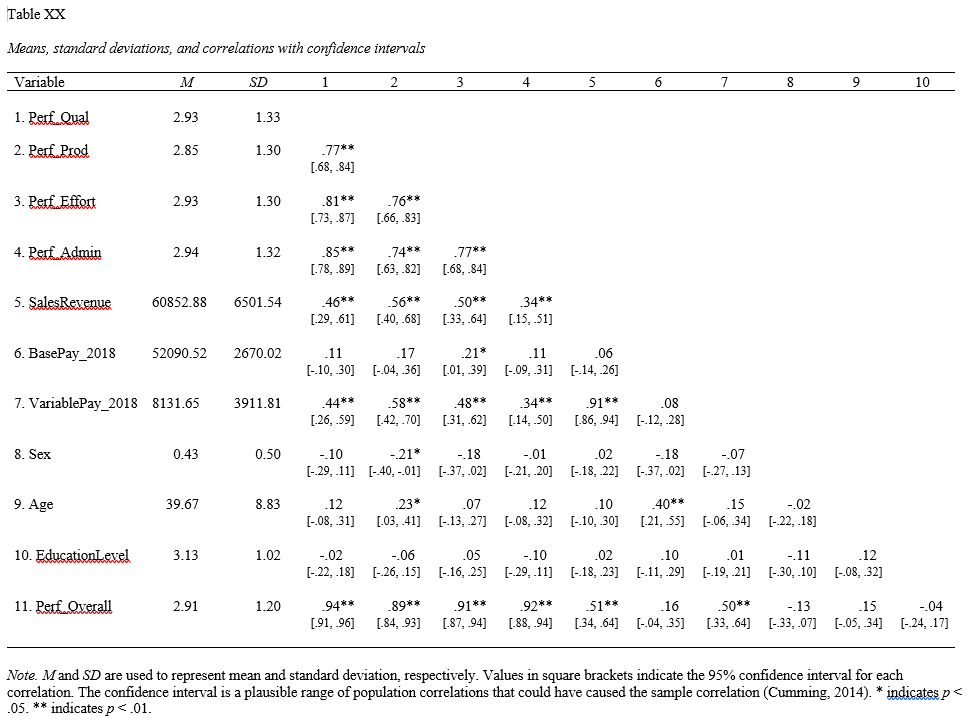 Table XX
Means, standard deviations, and correlations with confidence intervals
Variable M SD 1 2 3 4 5 6 7 8 9 10
1. Perf_Qual 2.93 1.33
2. Perf_Prod 2.85 1.30 .77**
[.68, .84]
3. Perf_Effort 2.93 1.30 .81** .76**
[.73, .87] [.66, .83]
4. Perf_Admin 2.94 1.32 .85** .74** .77**
[.78, .89] [.63, .82] [.68, .84]
5. SalesRevenue 60852.88 6501.54 .46** .56** .50** .34**
[.29, .61] [.40, .68] [.33, .64] [.15, .51]
6. BasePay_2018 52090.52 2670.02 .11 .17 .21* .11 .06
[-.10, .30] [-.04, .36] [.01, .39] [-.09, .31] [-.14, .26]
7. VariablePay_2018 8131.65 3911.81 .44** .58** .48** .34** .91** .08
[.26, .59] [.42, .70] [.31, .62] [.14, .50] [.86, .94] [-.12, .28]
8. Sex 0.43 0.50 -.10 -.21* -.18 -.01 .02 -.18 -.07
[-.29, .11] [-.40, -.01] [-.37, .02] [-.21, .20] [-.18, .22] [-.37, .02] [-.27, .13]
9. Age 39.67 8.83 .12 .23* .07 .12 .10 .40** .15 -.02
[-.08, .31] [.03, .41] [-.13, .27] [-.08, .32] [-.10, .30] [.21, .55] [-.06, .34] [-.22, .18]
10. EducationLevel 3.13 1.02 -.02 -.06 .05 -.10 .02 .10 .01 -.11 .12
[-.22, .18] [-.26, .15] [-.16, .25] [-.29, .11] [-.18, .23] [-.11, .29] [-.19, .21] [-.30, .10] [-.08, .32]
11. Perf_Overall 2.91 1.20 .94** .89** .91** .92** .51** .16 .50** -.13 .15 -.04
[.91, .96] [.84, .93] [.87, .94] [.88, .94] [.34, .64] [-.04, .35] [.33, .64] [-.33, .07] [-.05, .34] [-.24, .17]
Note. M and SD are used to represent mean and standard deviation, respectively. Values in square brackets indicate the 95% confidence interval for each
correlation. The confidence interval is a plausible range of population correlations that could have caused the sample correlation (Cumming, 2014). * indicates p <
.05. ** indicates p < .01.